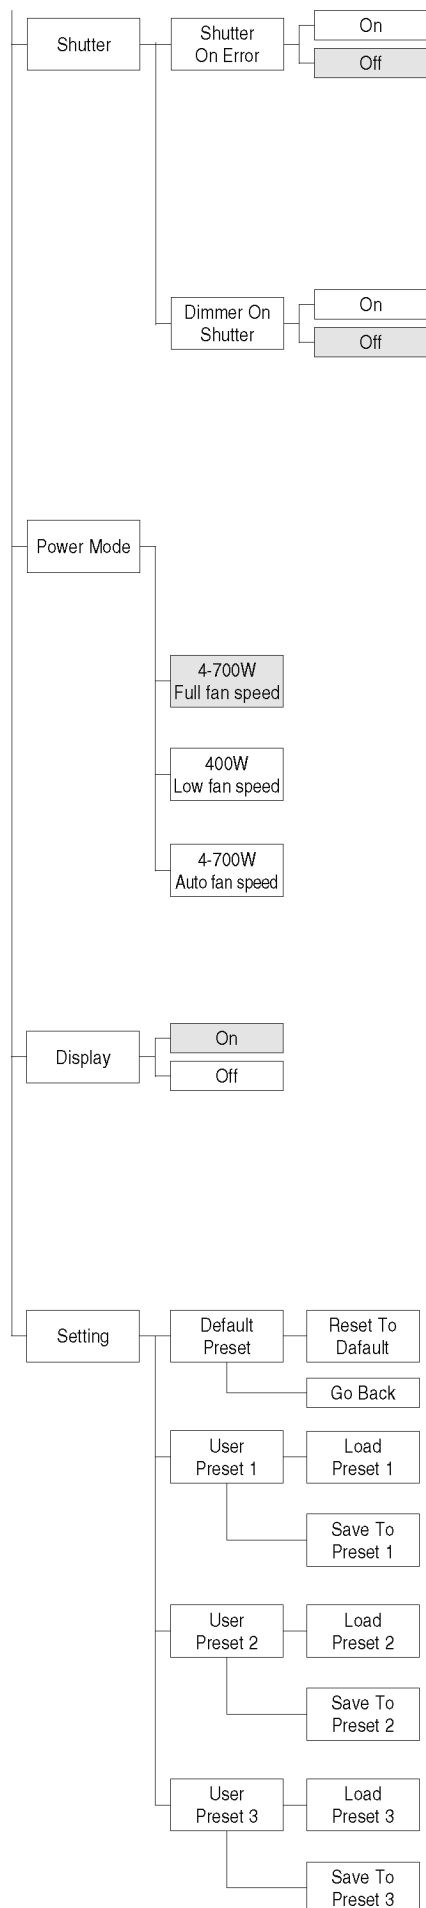 Shutter
Shutter
On Error
On
Off
Dimmer On
Shutter
On
Off
Power Mode
4-700W
Full fan speed
400W
Low fan speed
4-700W
Auto fan speed
Display
On
Off
Setting
Default
Preset
Reset To
Dafault
Go Back
User
Preset 1
Load
Preset 1
Save To
Preset 1
User
Preset 2
Load
Preset 2
Save To
Preset 2
User
Preset 3
Load
Preset 3
Save To
Preset 3